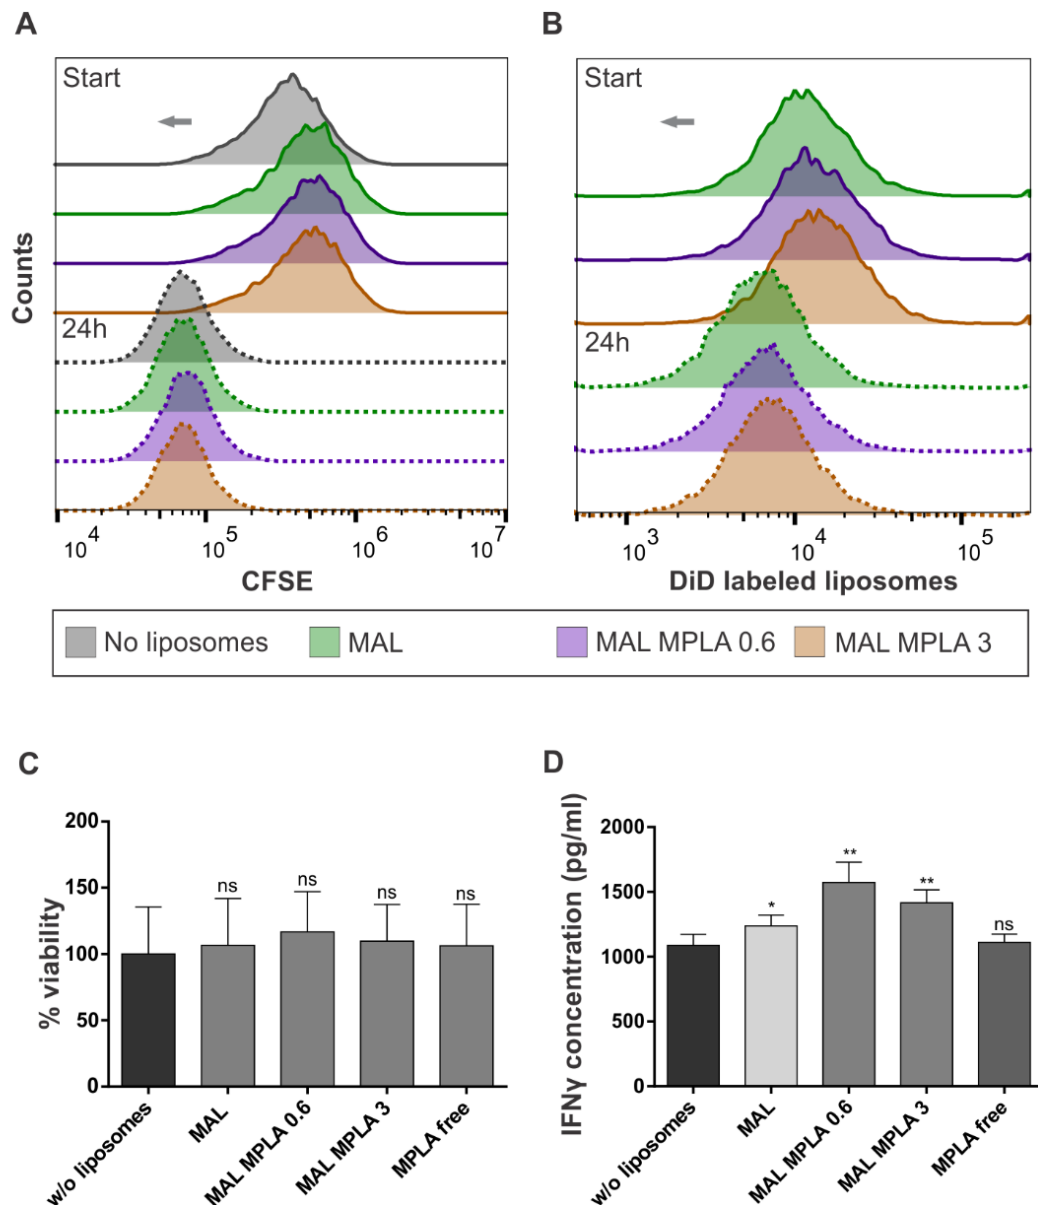 A
Start
24h
Counts
10^4 10^5 10^6 10^7
CFSE
B
Start
24h
10^3 10^4 10^5
DiD labeled liposomes
No liposomes MAL MAL MPLA 0.6 MAL MPLA 3
C
% viability
200
150
100
50
0
ns ns ns ns
w/o liposomes
MAL
MAL MPLA 0.6
MAL MPLA 3
MPLA free
D
IFNγ concentration (pg/ml)
2000
1500
1000
500
0
* ** ** ns
w/o liposomes
MAL
MAL MPLA 0.6
MAL MPLA 3
MPLA free